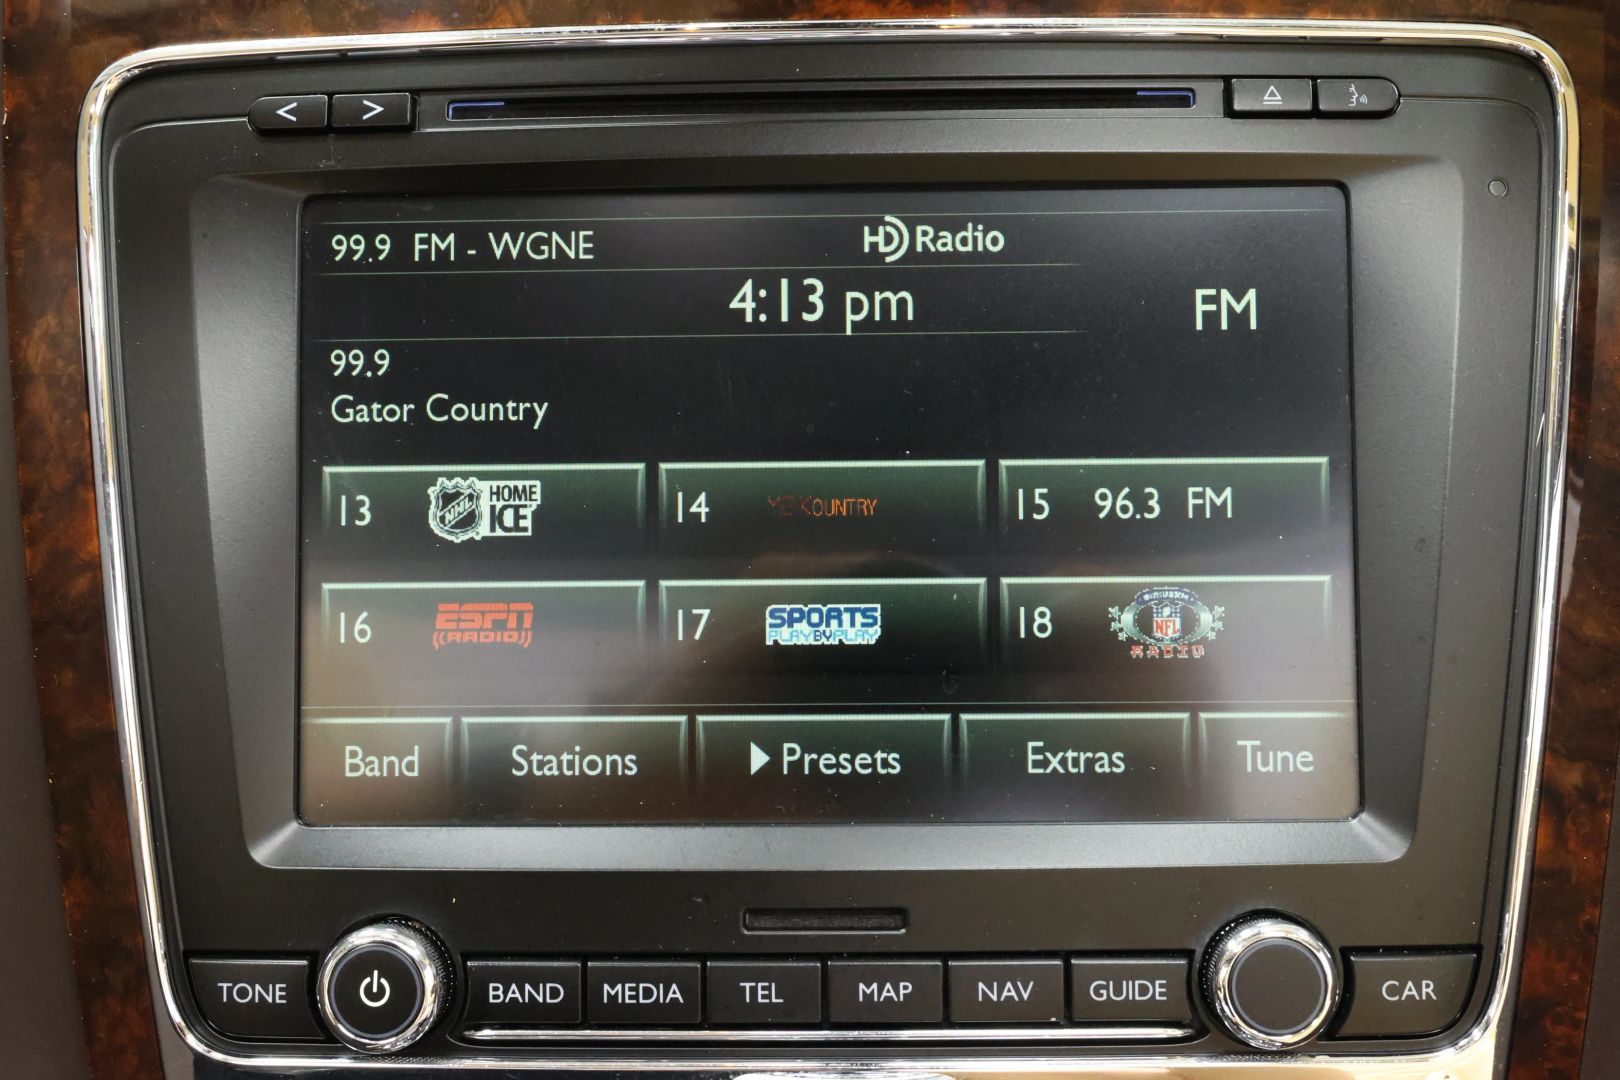 99.9 FM - WGNE
HD Radio
4:13 pm
FM
99.9
Gator Country
13 NHL HOME ICE
14 Y2KOUNTRY
15 96.3 FM
16 ESPN ((RADIO))
17 SPORTS PLAY BY PLAY
18 SIRIUSXM NFL RADIO
Band Stations Presets Extras Tune
TONE BAND MEDIA TEL MAP NAV GUIDE CAR